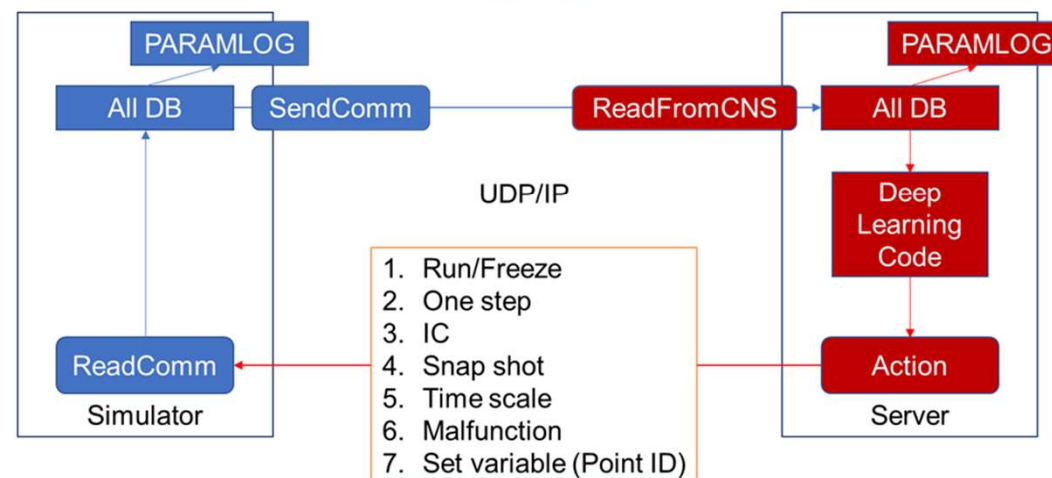 PARAMLOG
PARAMLOG
All DB
SendComm
ReadFromCNS
All DB
UDP/IP
Deep
Learning
Code
1. Run/Freeze
2. One step
3. IC
4. Snap shot
5. Time scale
6. Malfunction
7. Set variable (Point ID)
ReadComm
Action
Simulator
Server